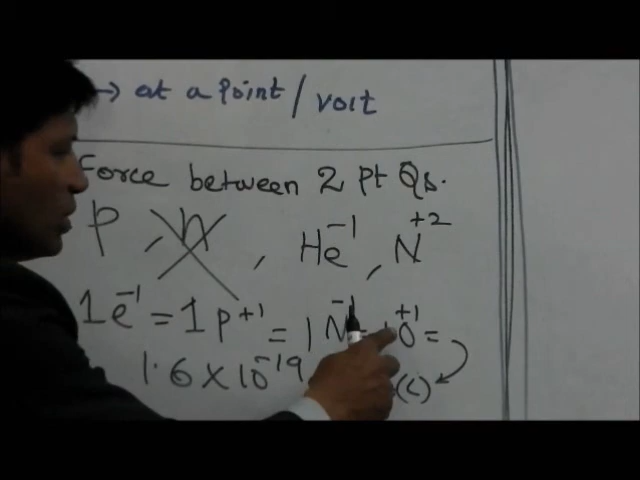 → at a point / volt
Force between 2 pt Qs.
P, n, He⁻¹, N⁺²
1e⁻¹ = 1p⁺¹ = 1N⁻¹ = 1O⁺¹ =
1.6 × 10⁻¹⁹ (C)